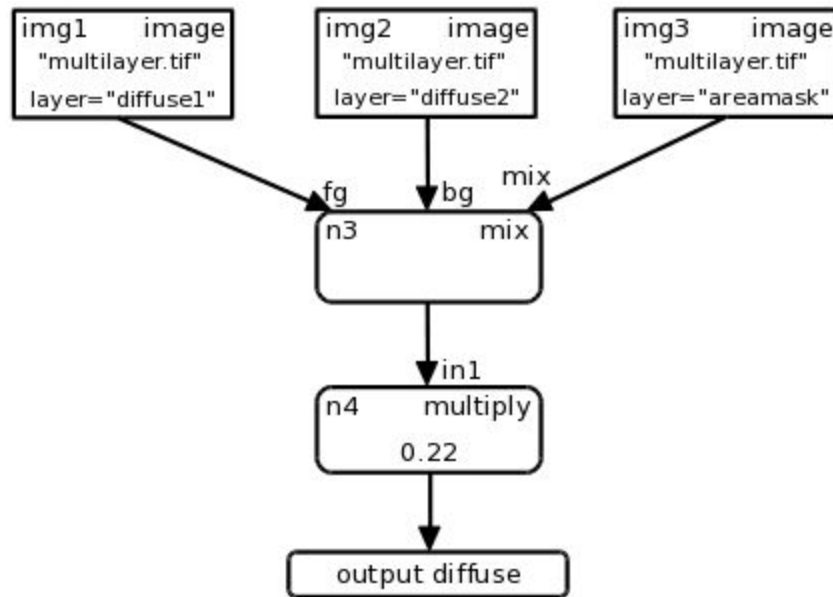 img1 image
"multilayer.tif"
layer="diffuse1"
img2 image
"multilayer.tif"
layer="diffuse2"
img3 image
"multilayer.tif"
layer="areamask"
fg
bg
mix
n3 mix
in1
n4 multiply
0.22
output diffuse